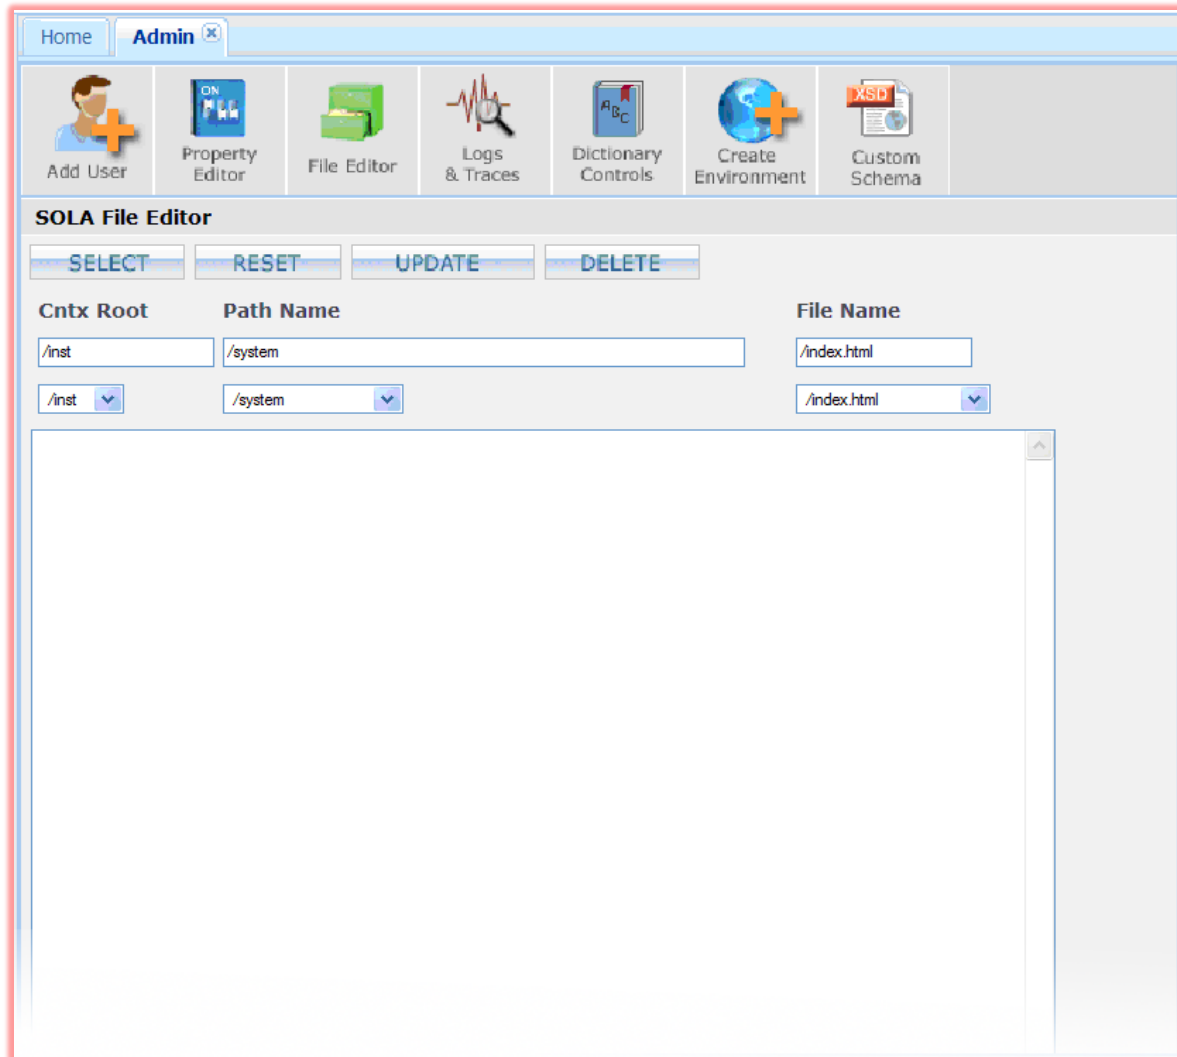 Home Admin
ON
ABC
XSD
Add User
Property
Editor
File Editor
Logs
& Traces
Dictionary
Controls
Create
Environment
Custom
Schema
SOLA File Editor
SELECT RESET UPDATE DELETE
Cntx Root Path Name File Name
/inst /system /index.html
/inst /system /index.html